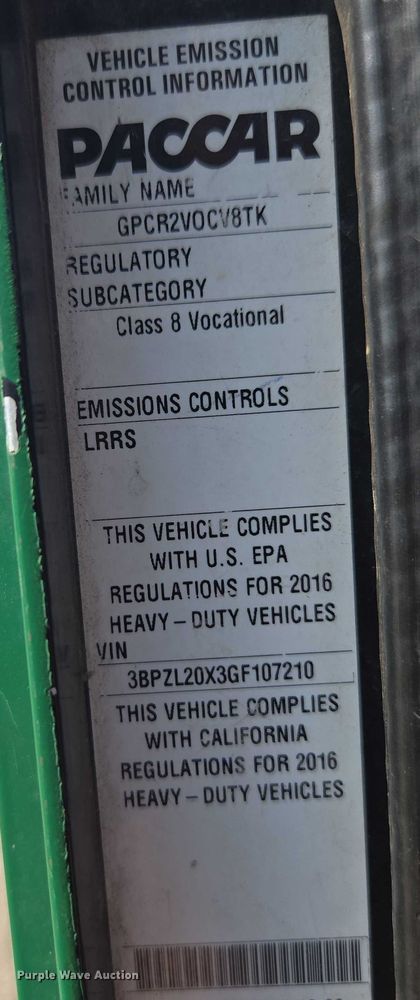 VEHICLE EMISSION
CONTROL INFORMATION
PACCAR
FAMILY NAME
GPCR2VOCV8TK
REGULATORY
SUBCATEGORY
Class 8 Vocational
EMISSIONS CONTROLS
LRRS
THIS VEHICLE COMPLIES
WITH U.S. EPA
REGULATIONS FOR 2016
HEAVY – DUTY VEHICLES
VIN
3BPZL20X3GF107210
THIS VEHICLE COMPLIES
WITH CALIFORNIA
REGULATIONS FOR 2016
HEAVY – DUTY VEHICLES
Purple Wave Auction